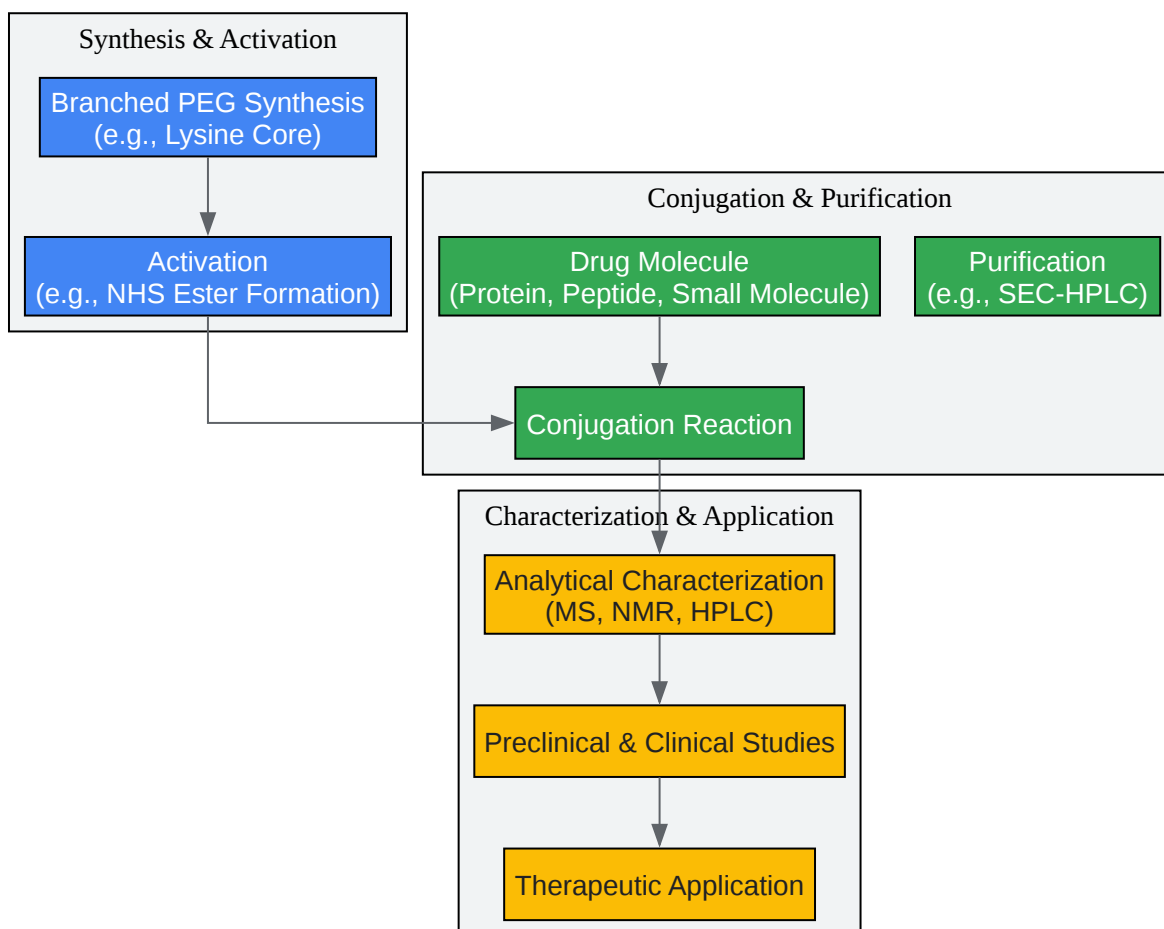 Synthesis & Activation
Branched PEG Synthesis
(e.g., Lysine Core)
Activation
(e.g., NHS Ester Formation)
Conjugation & Purification
Drug Molecule
(Protein, Peptide, Small Molecule)
Purification
(e.g., SEC-HPLC)
Conjugation Reaction
Characterization & Application
Analytical Characterization
(MS, NMR, HPLC)
Preclinical & Clinical Studies
Therapeutic Application